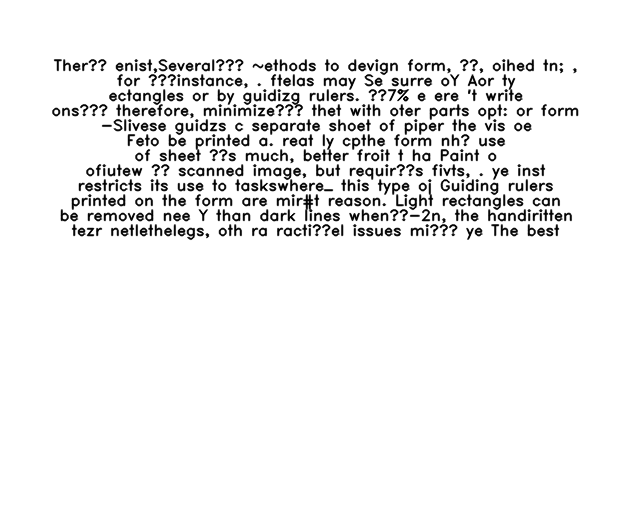 Ther?? enist,Several??? ~ethods to devign form, ??, oihed tn; ,
for ???instance, . ftelas may Se surre oY Aor ty
ectangles or by guidizg rulers. ??7% e ere 't write
ons??? therefore, minimize??? thet with oter parts opt: or form
-Slivese guidzs c separate shoet of piper the vis oe
Feto be printed a. reat ly cpthe form nh? use
of sheet ??s much, better froit t ha Paint o
ofiutew ?? scanned image, but requir??s fivts, . ye inst
restricts its use to taskswhere_ this type oj Guiding rulers
printed on the form are reason. Light rectangles can
be removed nee Y than dark lines when??-2n, the handiritten
tezr netlethelegs, oth ra racti??el issues mi??? ye The best